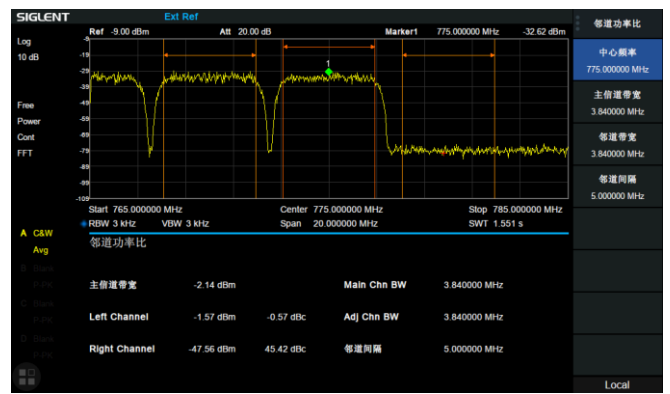 SIGLENT Ext Ref
Ref -9.00 dBm Att 20.00 dB Marker1 775.000000 MHz -32.62 dBm
Log
10 dB
Free
Power
Cont
FFT
-9
-19
-29
-39
-49
-59
-69
-79
-89
-99
-109
1
Start 765.000000 MHz Center 775.000000 MHz Stop 785.000000 MHz
RBW 3 kHz VBW 3 kHz Span 20.000000 MHz SWT 1.551 s
A C&W
Avg
B Blank
P-PK
C Blank
P-PK
D Blank
P-PK
邻道功率比
主信道带宽 -2.14 dBm Main Chn BW 3.840000 MHz
Left Channel -1.57 dBm -0.57 dBc Adj Chn BW 3.840000 MHz
Right Channel -47.56 dBm 45.42 dBc 邻道间隔 5.000000 MHz
邻道功率比
中心频率
775.000000 MHz
主信道带宽
3.840000 MHz
邻道带宽
3.840000 MHz
邻道间隔
5.000000 MHz
Local